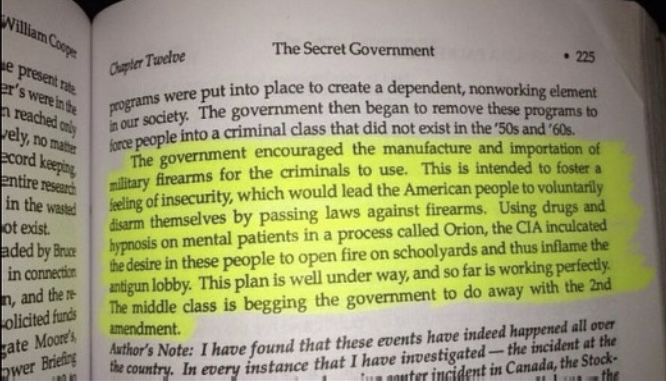 William Cooper
e present rate
er's were in the
n reached only
vely, no matter
ecord keeping
entire research
in the wasted
ot exist.
aded by Bruce
in connection
n, and the re-
olicited funds
gate Moore's,
ower Briefing
Chapter Twelve
The Secret Government
• 225
programs were put into place to create a dependent, nonworking element
in our society. The government then began to remove these programs to
force people into a criminal class that did not exist in the '50s and '60s.
The government encouraged the manufacture and importation of
military firearms for the criminals to use. This is intended to foster a
feeling of insecurity, which would lead the American people to voluntarily
disarm themselves by passing laws against firearms. Using drugs and
hypnosis on mental patients in a process called Orion, the CIA inculcated
the desire in these people to open fire on schoolyards and thus inflame the
antigun lobby. This plan is well under way, and so far is working perfectly.
The middle class is begging the government to do away with the 2nd
amendment.
Author's Note: I have found that these events have indeed happened all over
the country. In every instance that I have investigated — the incident at the
incident in Canada, the Stock-
the